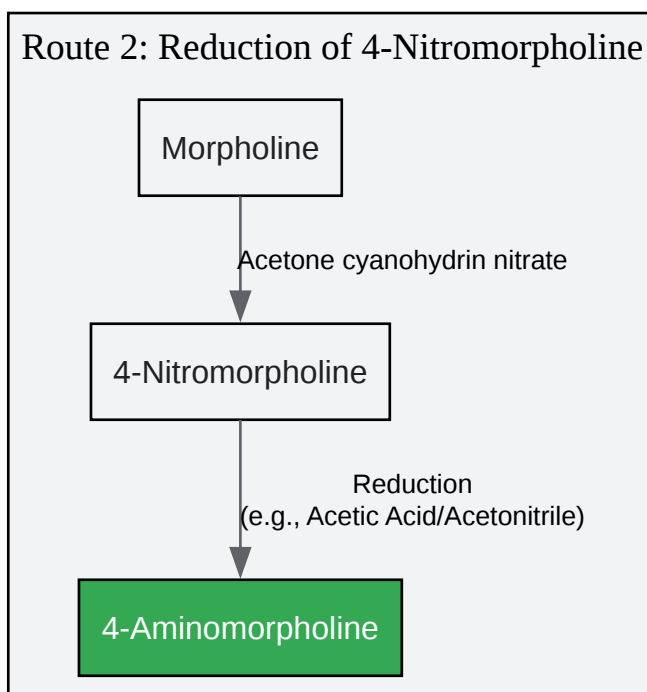 Route 2: Reduction of 4-Nitromorpholine
Morpholine
Acetone cyanohydrin nitrate
4-Nitromorpholine
Reduction
(e.g., Acetic Acid/Acetonitrile)
4-Aminomorpholine